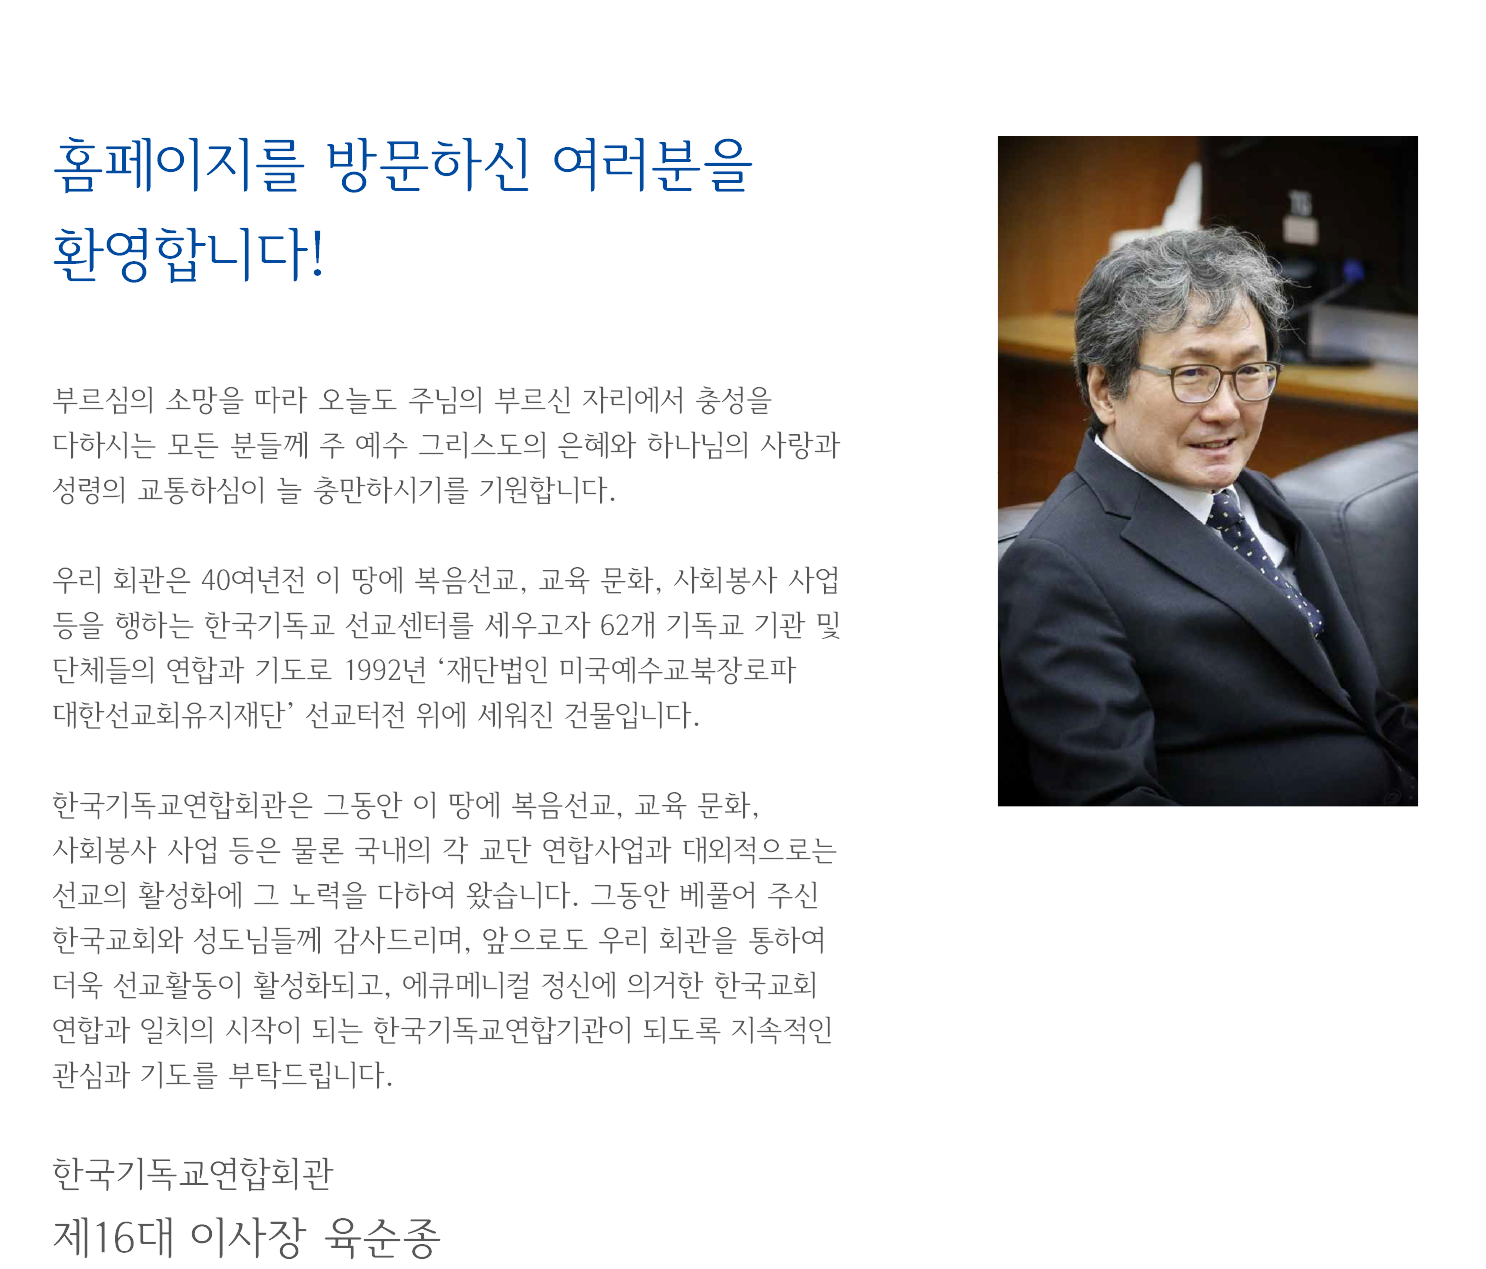 홈페이지를 방문하신 여러분을
환영합니다!
부르심의 소망을 따라 오늘도 주님의 부르신 자리에서 충성을
다하시는 모든 분들께 주 예수 그리스도의 은혜와 하나님의 사랑과
성령의 교통하심이 늘 충만하시기를 기원합니다.
우리 회관은 40여년전 이 땅에 복음선교, 교육 문화, 사회봉사 사업
등을 행하는 한국기독교 선교센터를 세우고자 62개 기독교 기관 및
단체들의 연합과 기도로 1992년 ‘재단법인 미국예수교북장로파
대한선교회유지재단’ 선교터전 위에 세워진 건물입니다.
한국기독교연합회관은 그동안 이 땅에 복음선교, 교육 문화,
사회봉사 사업 등은 물론 국내의 각 교단 연합사업과 대외적으로는
선교의 활성화에 그 노력을 다하여 왔습니다. 그동안 베풀어 주신
한국교회와 성도님들께 감사드리며, 앞으로도 우리 회관을 통하여
더욱 선교활동이 활성화되고, 에큐메니컬 정신에 의거한 한국교회
연합과 일치의 시작이 되는 한국기독교연합기관이 되도록 지속적인
관심과 기도를 부탁드립니다.
한국기독교연합회관
제16대 이사장 육순종